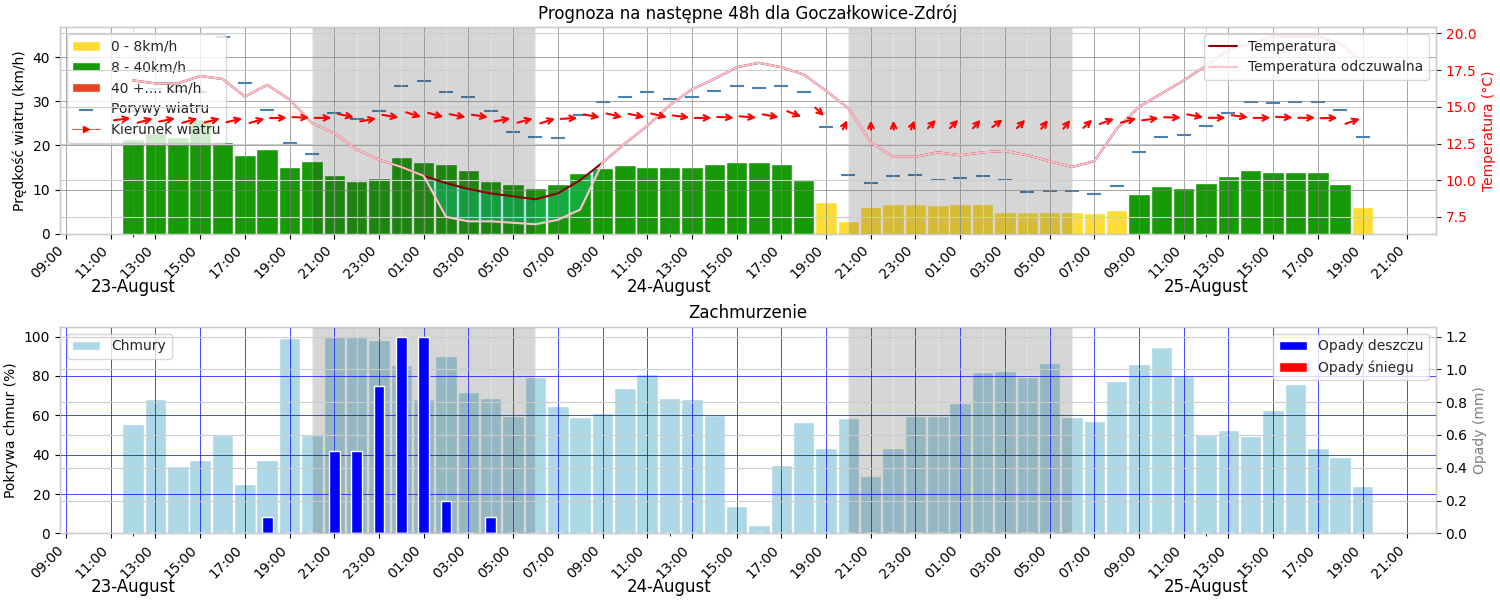 Prognoza na następne 48h dla Goczałkowice-Zdrój
Prędkość wiatru (km/h)
40
30
20
10
0
0 - 8km/h
8 - 40km/h
40 +.... km/h
Porywy wiatru
Kierunek wiatru
Temperatura
Temperatura odczuwalna
20.0
17.5
15.0
12.5
10.0
7.5
Temperatura (°C)
09:00 11:00 13:00 15:00 17:00 19:00 21:00 23:00 01:00 03:00 05:00 07:00 09:00 11:00 13:00 15:00 17:00 19:00 21:00 23:00 01:00 03:00 05:00 07:00 09:00 11:00 13:00 15:00 17:00 19:00 21:00
23-August 24-August 25-August
Zachmurzenie
Pokrywa chmur (%)
100
80
60
40
20
0
Chmury
Opady deszczu
Opady śniegu
1.2
1.0
0.8
0.6
0.4
0.2
0.0
Opady (mm)
09:00 11:00 13:00 15:00 17:00 19:00 21:00 23:00 01:00 03:00 05:00 07:00 09:00 11:00 13:00 15:00 17:00 19:00 21:00 23:00 01:00 03:00 05:00 07:00 09:00 11:00 13:00 15:00 17:00 19:00 21:00
23-August 24-August 25-August